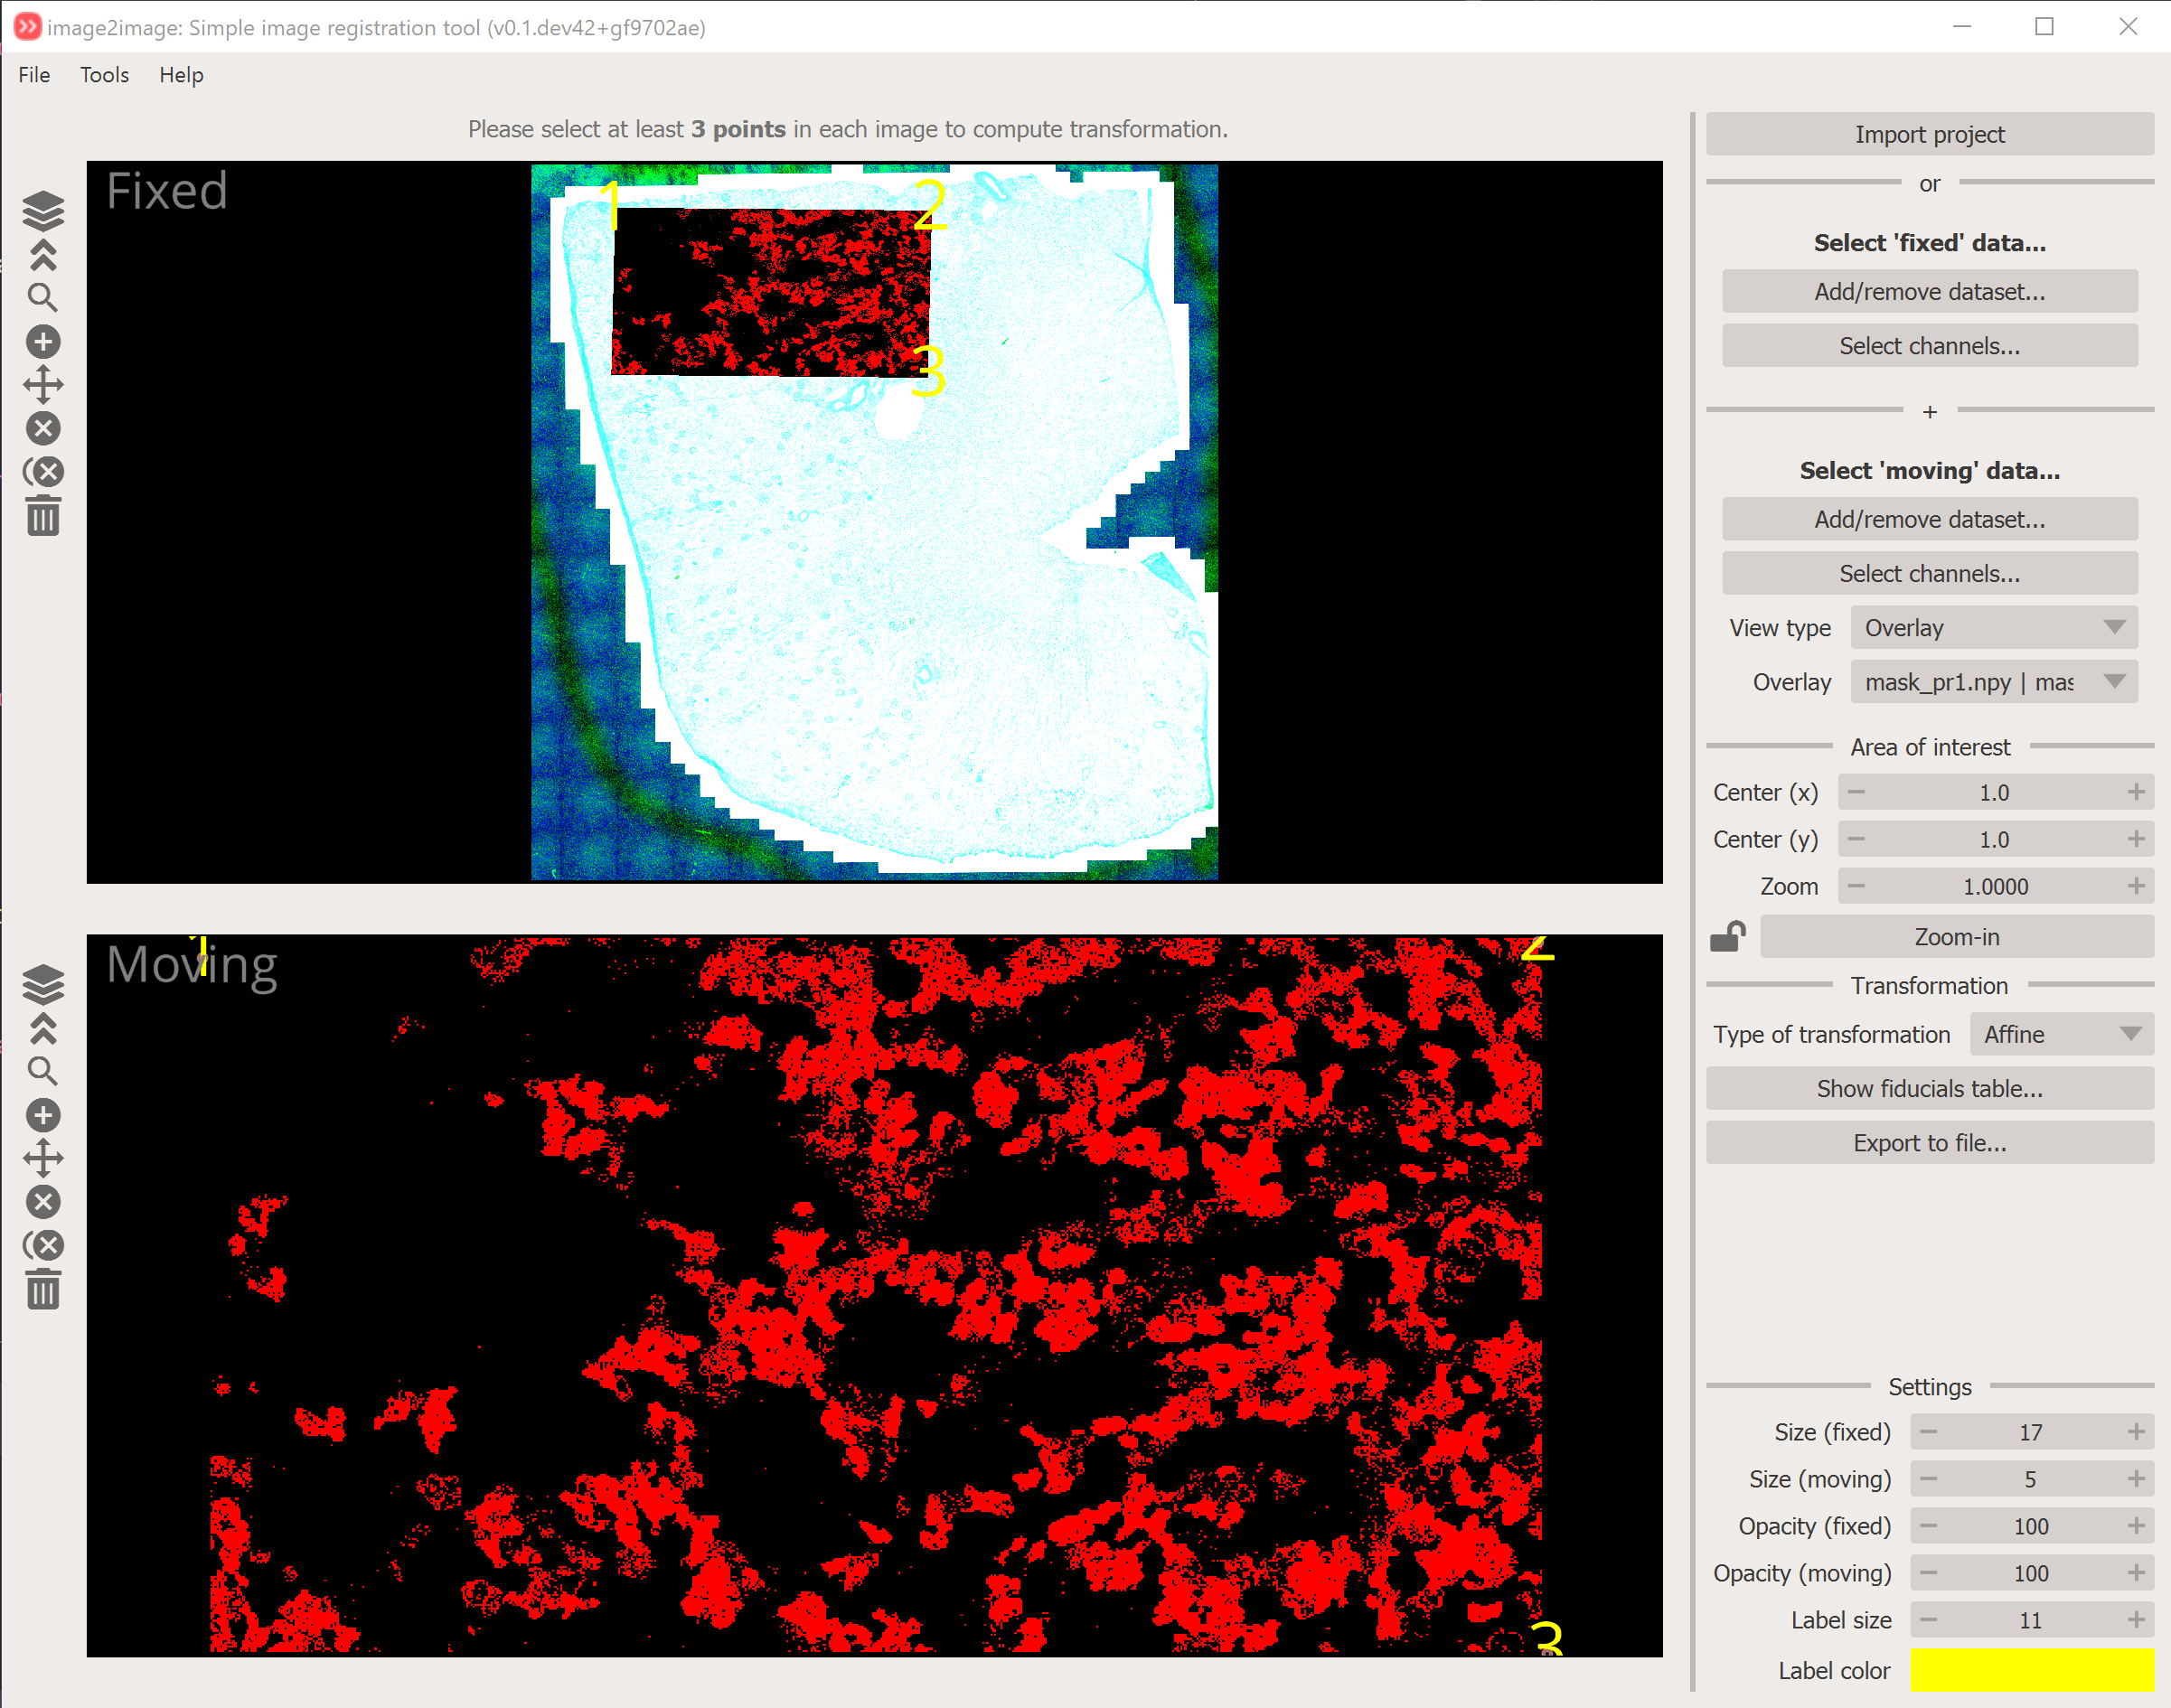 image2image: Simple image registration tool (v0.1.dev42+gf9702ae)
File Tools Help
Please select at least 3 points in each image to compute transformation.
Fixed
1 2
3
Moving
1 2
3
Import project
or
Select 'fixed' data...
Add/remove dataset...
Select channels...
+
Select 'moving' data...
Add/remove dataset...
Select channels...
View type Overlay
Overlay mask_pr1.npy | mas
Area of interest
Center (x) − 1.0 +
Center (y) − 1.0 +
Zoom − 1.0000 +
Zoom-in
Transformation
Type of transformation Affine
Show fiducials table...
Export to file...
Settings
Size (fixed) − 17 +
Size (moving) − 5 +
Opacity (fixed) − 100 +
Opacity (moving) − 100 +
Label size − 11 +
Label color